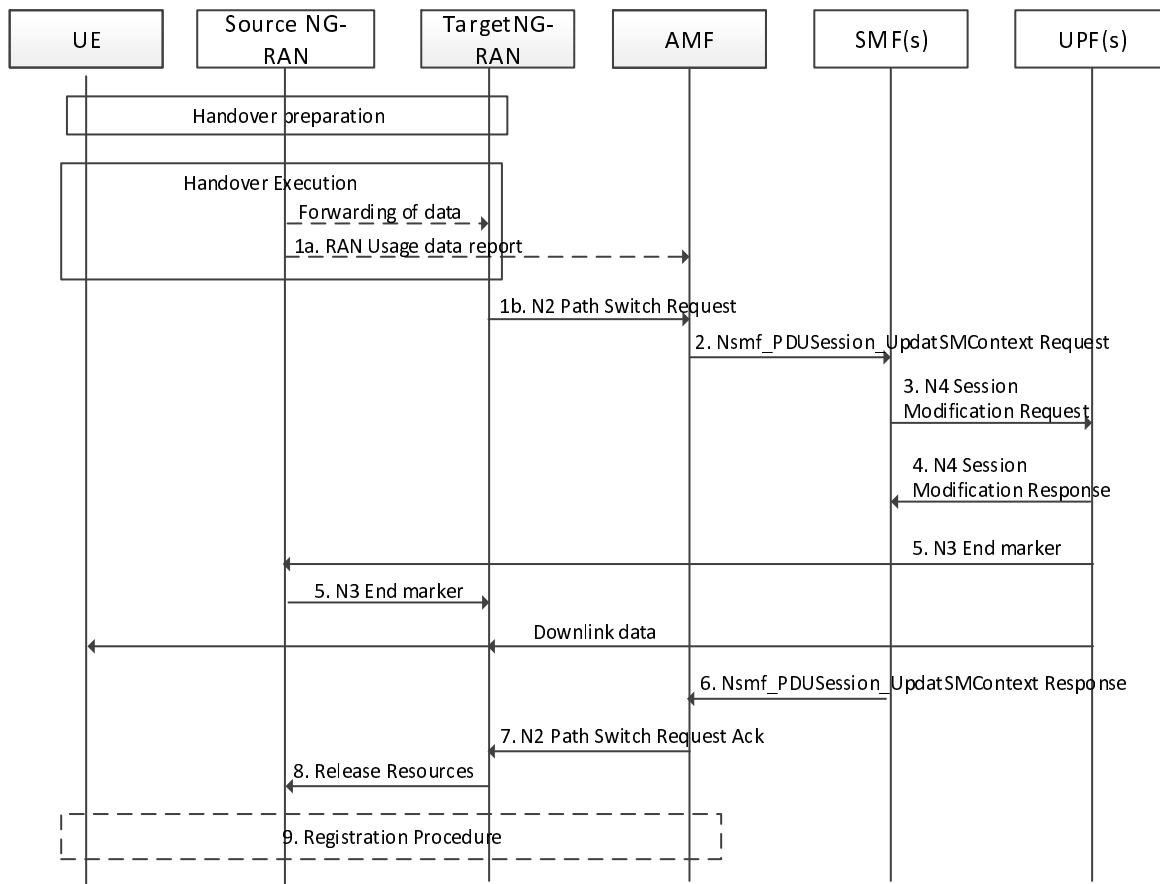 UE
Source NG-
RAN
TargetNG-
RAN
AMF
SMF(s)
UPF(s)
Handover preparation
Handover Execution
Forwarding of data
1a. RAN Usage data report
1b. N2 Path Switch Request
2. Nsmf_PDUSession_UpdatSMContext Request
3. N4 Session
Modification Request
4. N4 Session
Modification Response
5. N3 End marker
5. N3 End marker
Downlink data
6. Nsmf_PDUSession_UpdatSMContext Response
7. N2 Path Switch Request Ack
8. Release Resources
9. Registration Procedure